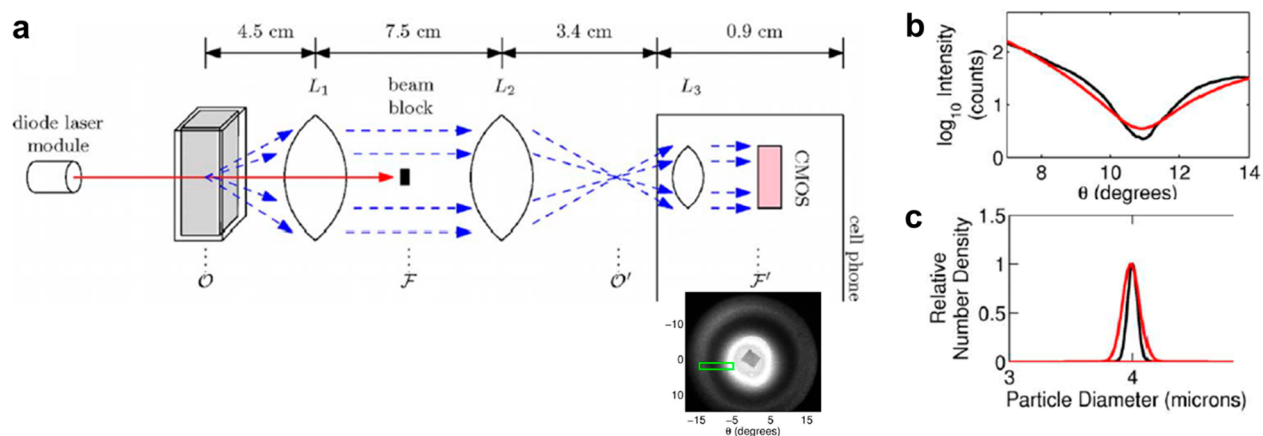 a
4.5 cm
7.5 cm
3.4 cm
0.9 cm
L₁
beam
block
L₂
L₃
diode laser
module
CMOS
cell phone
𝒪
ℱ
𝒪′
ℱ′
-10
0
10
-15
-5
5
15
θ (degrees)
b
log₁₀ Intensity
(counts)
2
1
0
8
10
12
14
θ (degrees)
c
Relative
Number Density
1.5
1
0.5
0
3
4
Particle Diameter (microns)